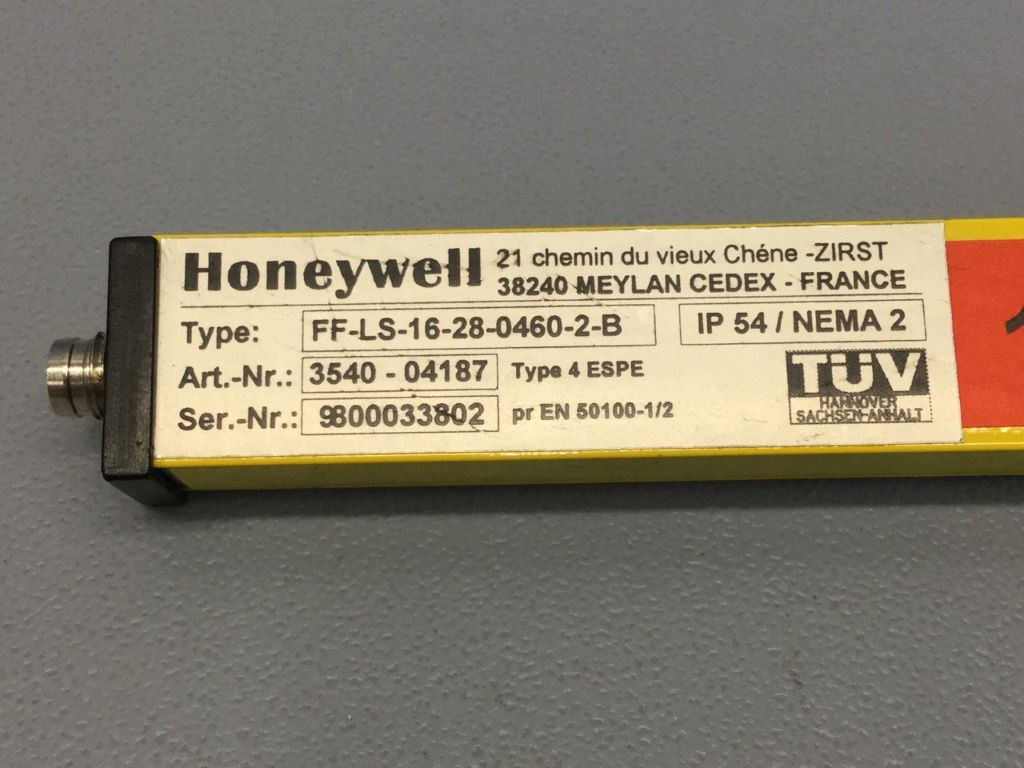 Honeywell 21 chemin du vieux Chéne -ZIRST
38240 MEYLAN CEDEX - FRANCE
Type: FF-LS-16-28-0460-2-B IP 54 / NEMA 2
Art.-Nr.: 3540 - 04187 Type 4 ESPE
Ser.-Nr.: 9800033802 pr EN 50100-1/2
TÜV
HANNOVER
SACHSEN-ANHALT